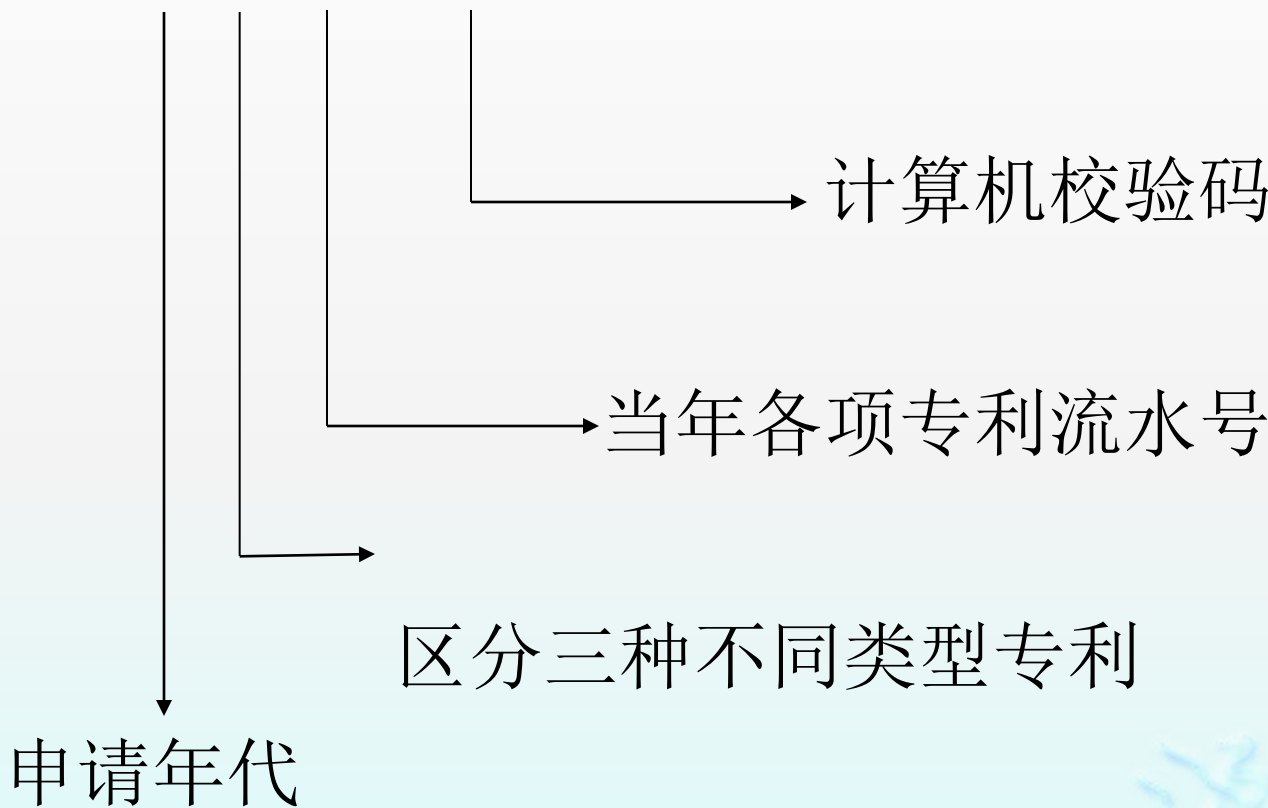 计算机校验码
当年各项专利流水号
区分三种不同类型专利
申请年代